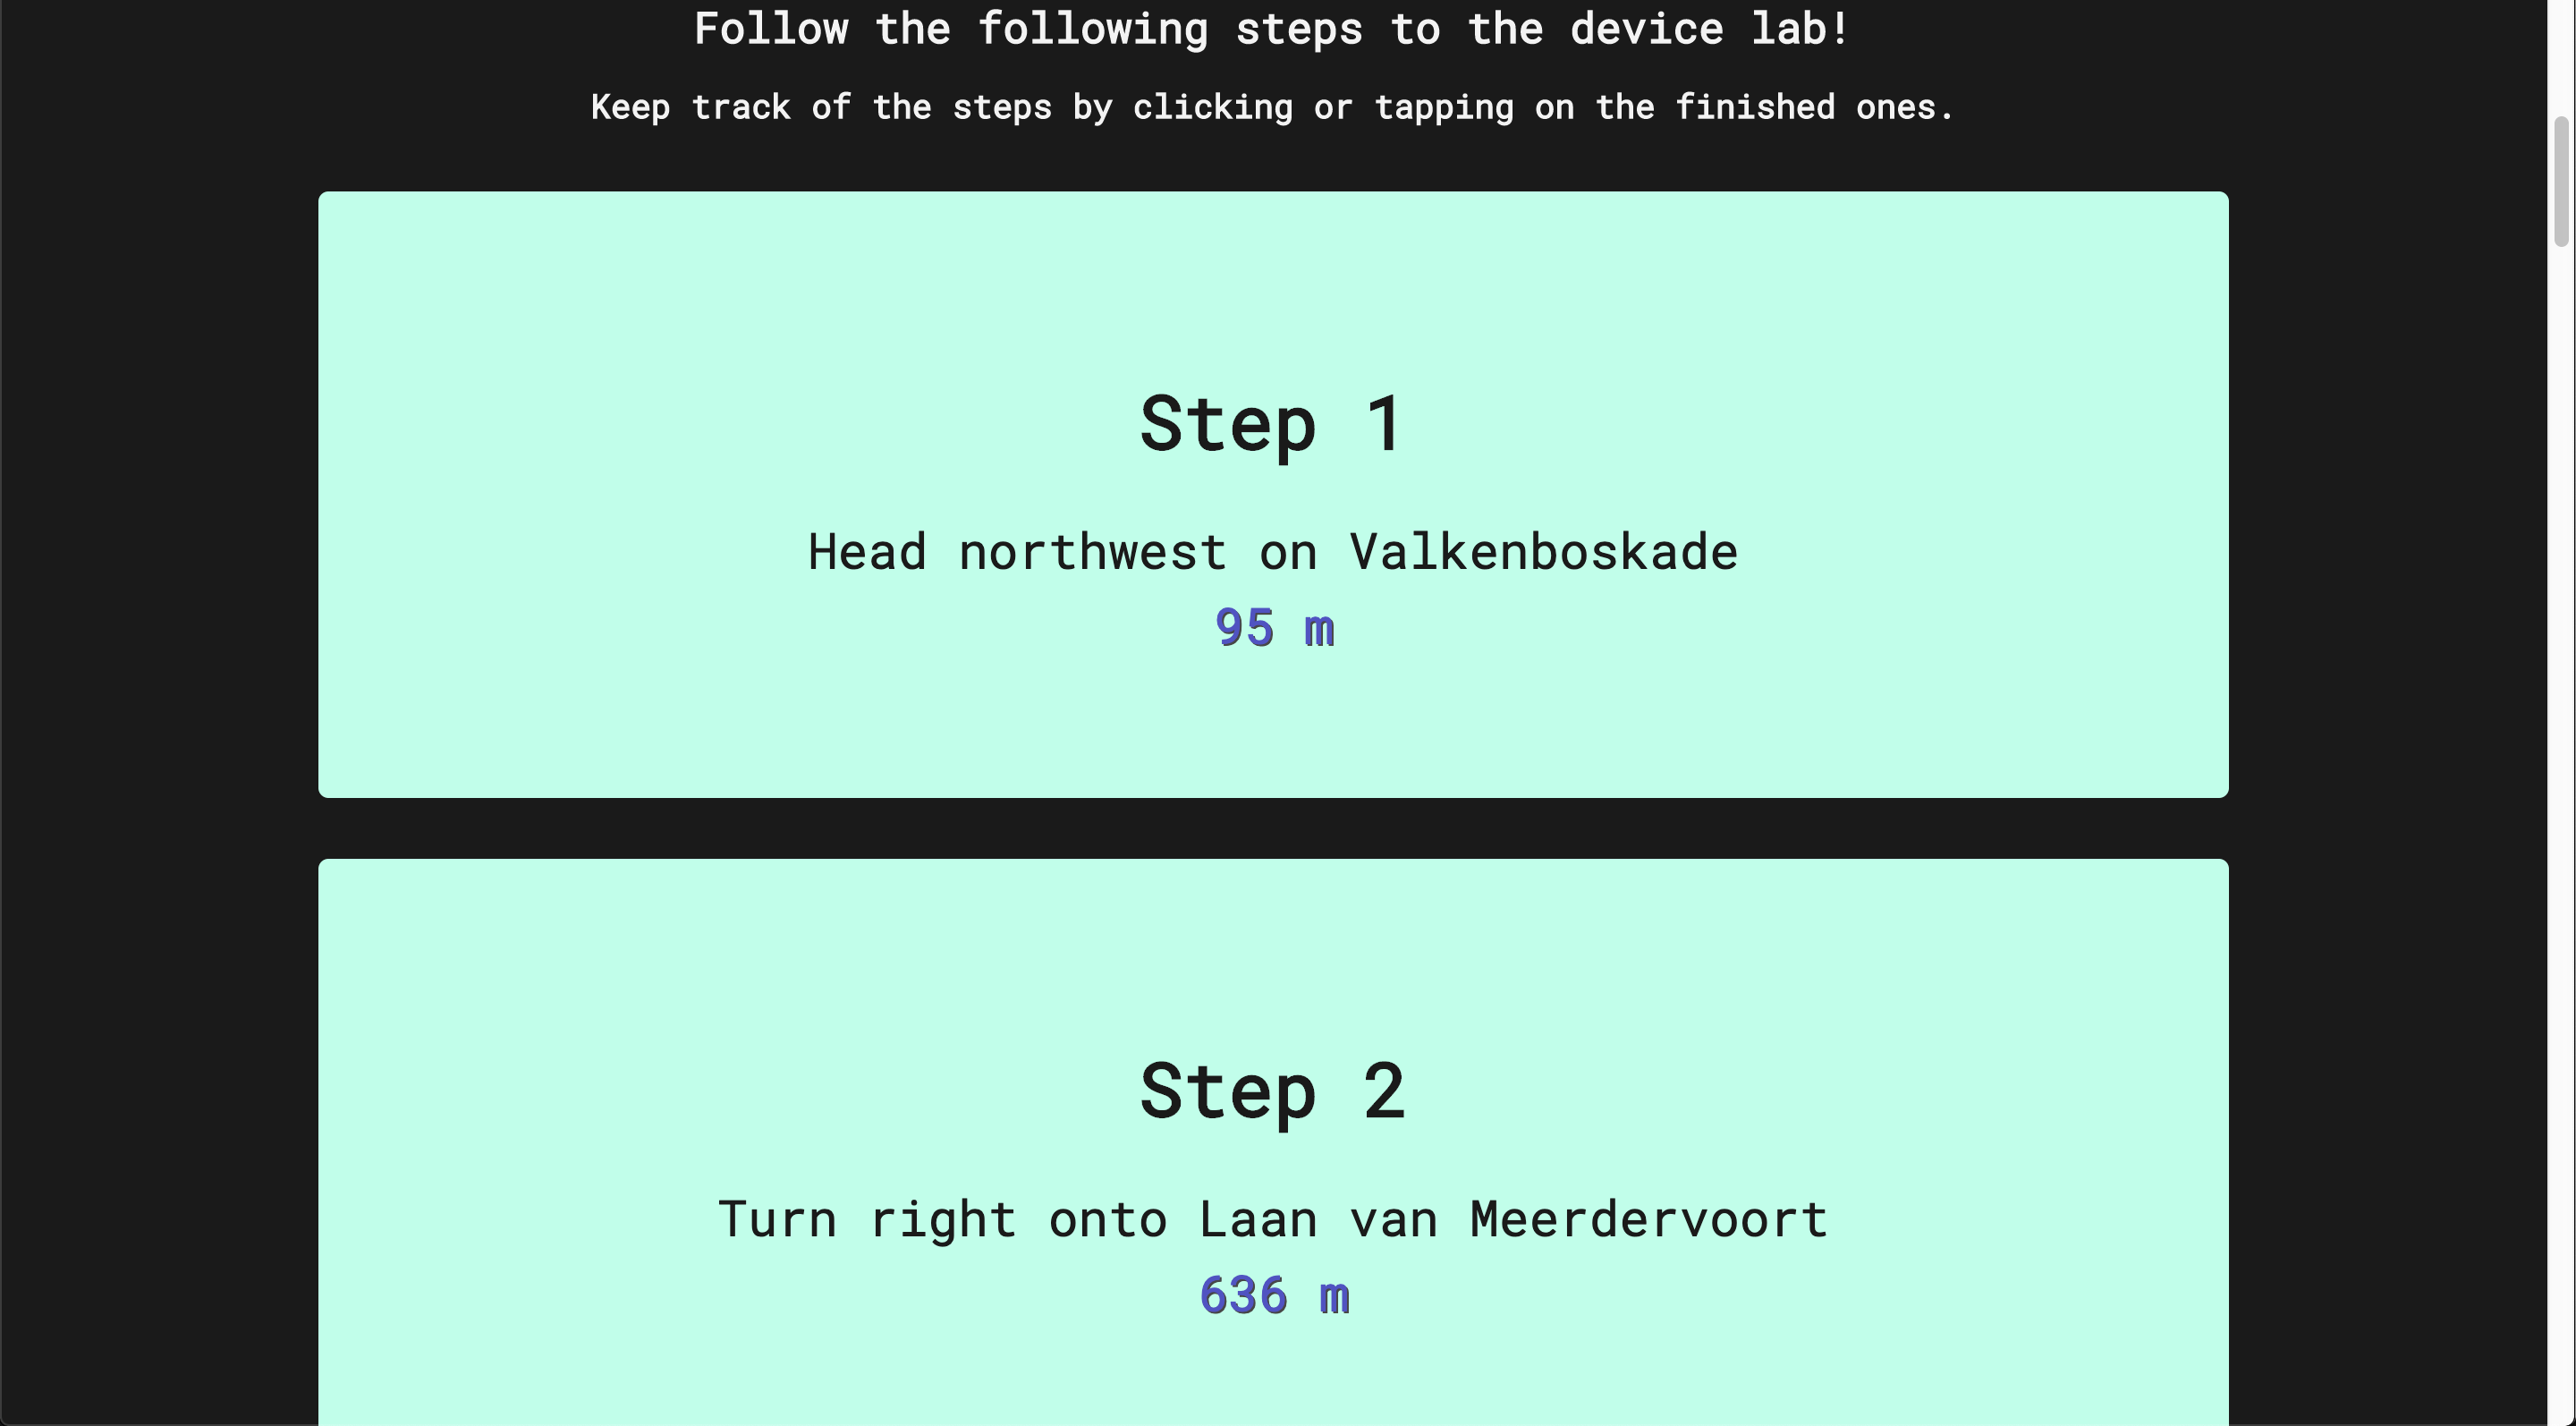 Follow the following steps to the device lab!
Keep track of the steps by clicking or tapping on the finished ones.
Step 1
Head northwest on Valkenboskade
95 m
Step 2
Turn right onto Laan van Meerdervoort
636 m